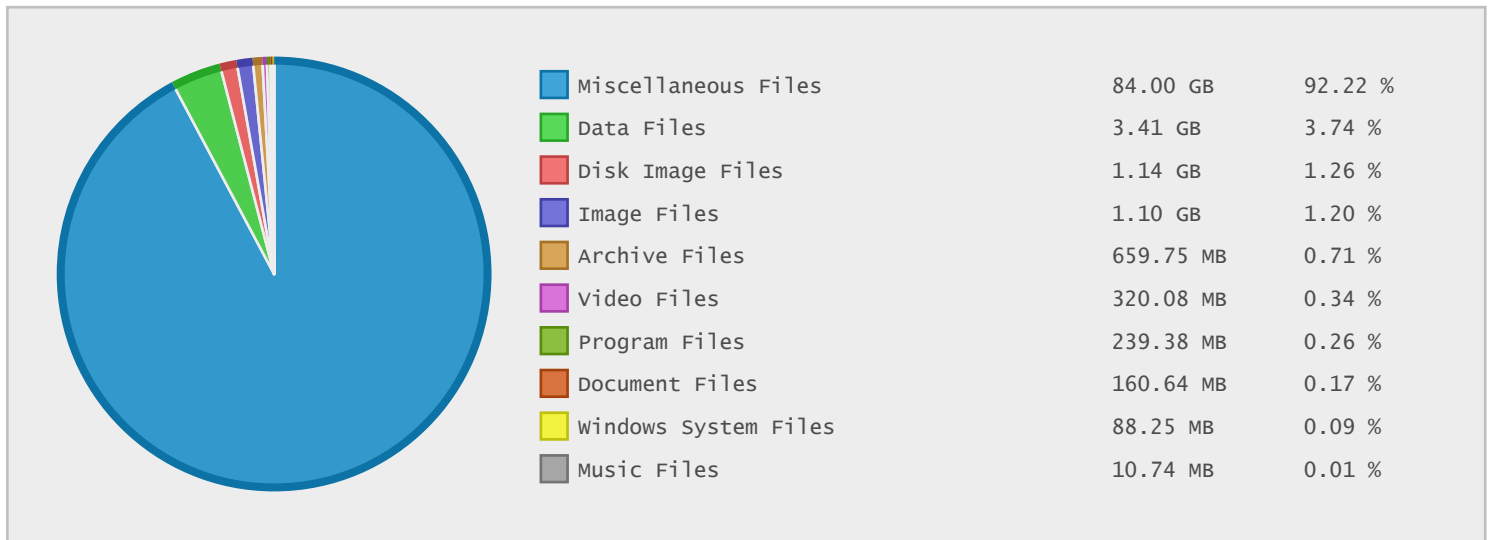 Miscellaneous Files 84.00 GB 92.22 %
Data Files 3.41 GB 3.74 %
Disk Image Files 1.14 GB 1.26 %
Image Files 1.10 GB 1.20 %
Archive Files 659.75 MB 0.71 %
Video Files 320.08 MB 0.34 %
Program Files 239.38 MB 0.26 %
Document Files 160.64 MB 0.17 %
Windows System Files 88.25 MB 0.09 %
Music Files 10.74 MB 0.01 %